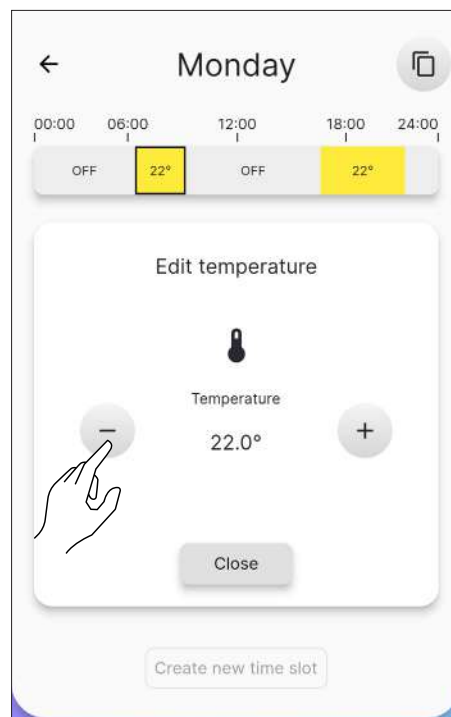 Monday
00:00 06:00 12:00 18:00 24:00
OFF 22° OFF 22°
Edit temperature
Temperature
− 22.0° +
Close
Create new time slot